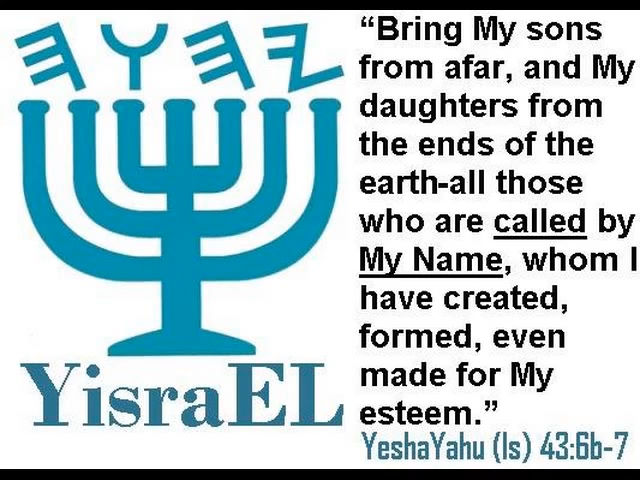 𐤉𐤄𐤅𐤄
YisraEL
“Bring My sons
from afar, and My
daughters from
the ends of the
earth-all those
who are called by
My Name, whom I
have created,
formed, even
made for My
esteem.”
YeshaYahu (Is) 43:6b-7